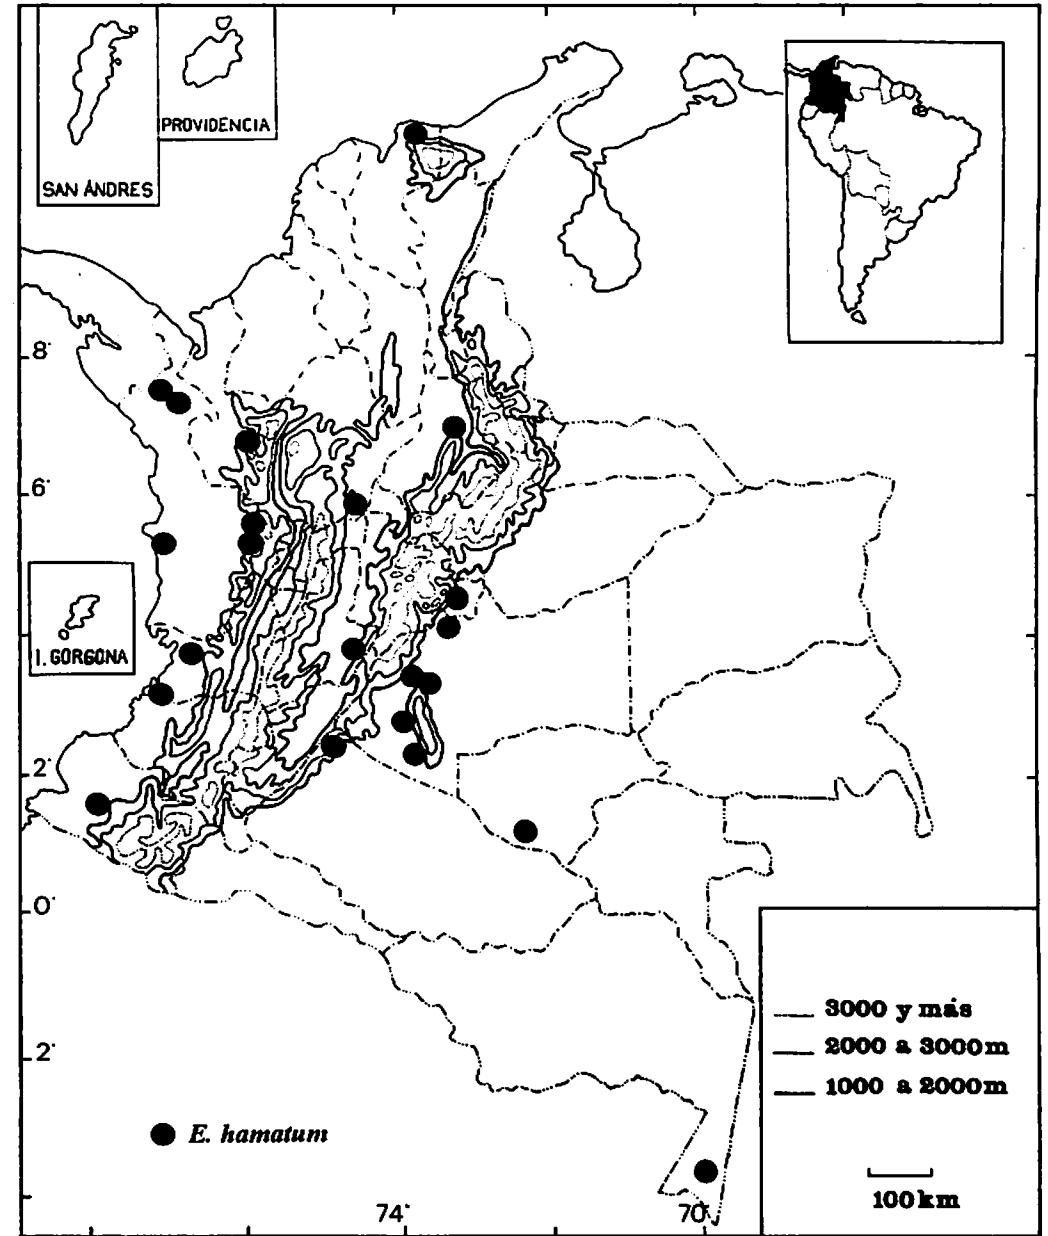 PROVIDENCIA
SAN ANDRES
8°
6°
I. GORGONA
2°
0°
3000 y más
2000 a 3000m
2°
1000 a 2000m
E. hamatum
100km
74°
70°